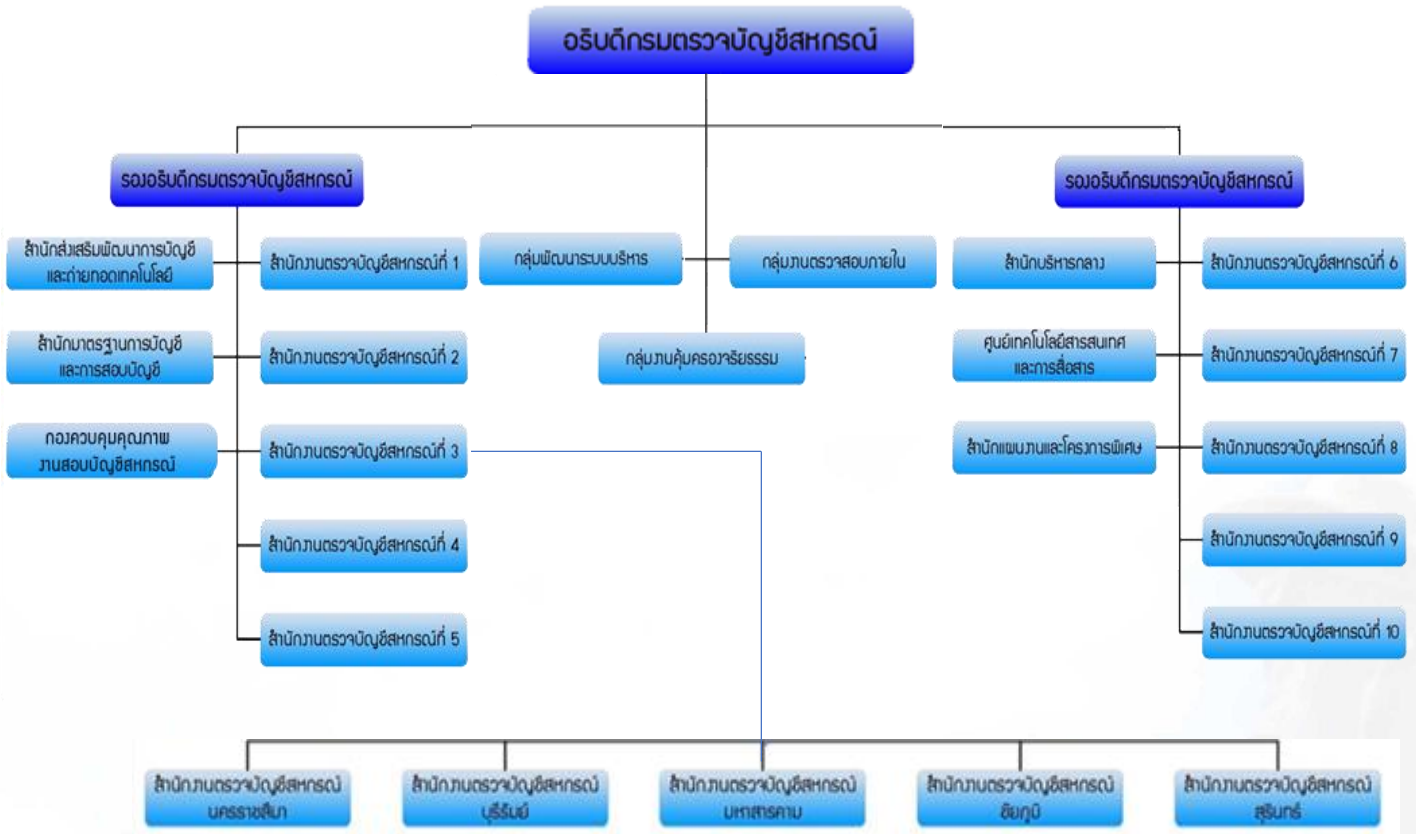 อธิบดีกรมตรวจบัญชีสหกรณ์
รองอธิบดีกรมตรวจบัญชีสหกรณ์
สำนักส่งเสริมพัฒนาการบัญชี
และถ่ายทอดเทคโนโลยี
สำนักงานตรวจบัญชีสหกรณ์ที่ 1
สำนักมาตรฐานการบัญชี
และการสอบบัญชี
สำนักงานตรวจบัญชีสหกรณ์ที่ 2
กองควบคุมคุณภาพ
งานสอบบัญชีสหกรณ์
สำนักงานตรวจบัญชีสหกรณ์ที่ 3
สำนักงานตรวจบัญชีสหกรณ์ที่ 4
สำนักงานตรวจบัญชีสหกรณ์ที่ 5
กลุ่มพัฒนาระบบบริหาร
กลุ่มงานตรวจสอบภายใน
กลุ่มงานคุ้มครองจริยธรรม
รองอธิบดีกรมตรวจบัญชีสหกรณ์
สำนักบริหารกลาง
สำนักงานตรวจบัญชีสหกรณ์ที่ 6
ศูนย์เทคโนโลยีสารสนเทศ
และการสื่อสาร
สำนักงานตรวจบัญชีสหกรณ์ที่ 7
สำนักแผนงานและโครงการพิเศษ
สำนักงานตรวจบัญชีสหกรณ์ที่ 8
สำนักงานตรวจบัญชีสหกรณ์ที่ 9
สำนักงานตรวจบัญชีสหกรณ์ที่ 10
สำนักงานตรวจบัญชีสหกรณ์
นครราชสีมา
สำนักงานตรวจบัญชีสหกรณ์
บุรีรัมย์
สำนักงานตรวจบัญชีสหกรณ์
มหาสารคาม
สำนักงานตรวจบัญชีสหกรณ์
ชัยภูมิ
สำนักงานตรวจบัญชีสหกรณ์
สุรินทร์